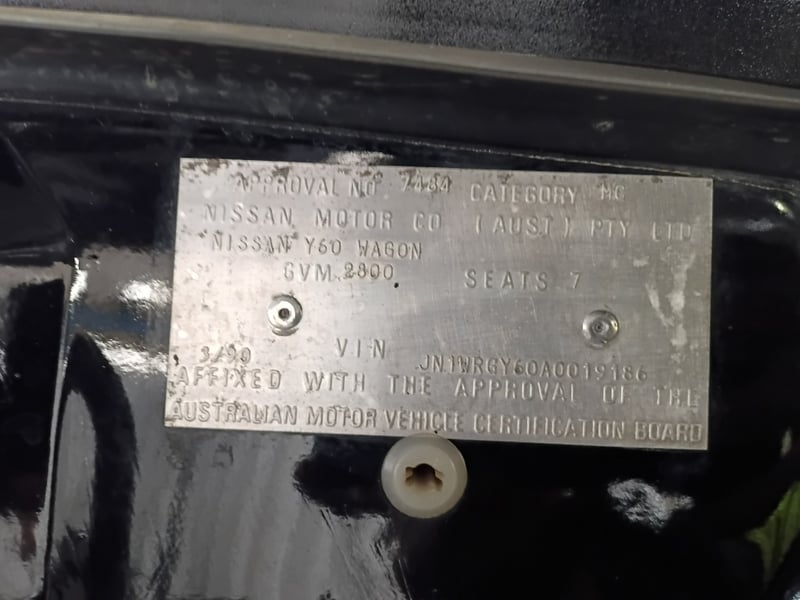 APPROVAL NO. 7484 CATEGORY MC
NISSAN MOTOR CO (AUST) PTY LTD
NISSAN Y60 WAGON
GVM 2800 SEATS 7
3/90 VIN JN1WRGY60A0019186
AFFIXED WITH THE APPROVAL OF THE
AUSTRALIAN MOTOR VEHICLE CERTIFICATION BOARD